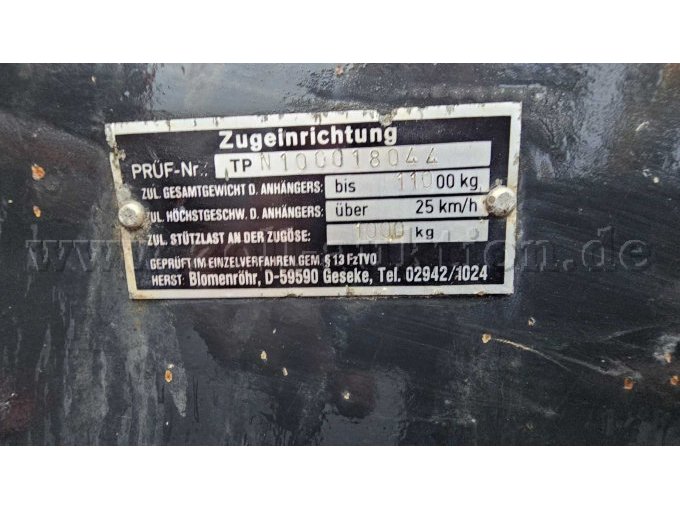 Zugeinrichtung
PRÜF-Nr.: TP N100018044
ZUL. GESAMTGEWICHT D. ANHÄNGERS: bis 11000 kg
ZUL. HÖCHSTGESCHW. D. ANHÄNGERS: über 25 km/h
ZUL. STÜTZLAST AN DER ZUGÖSE: 1000 kg
GEPRÜFT IM EINZELVERFAHREN GEM. § 13 FzTVO
HERST: Blomenröhr, D-59590 Geseke, Tel. 02942/1024